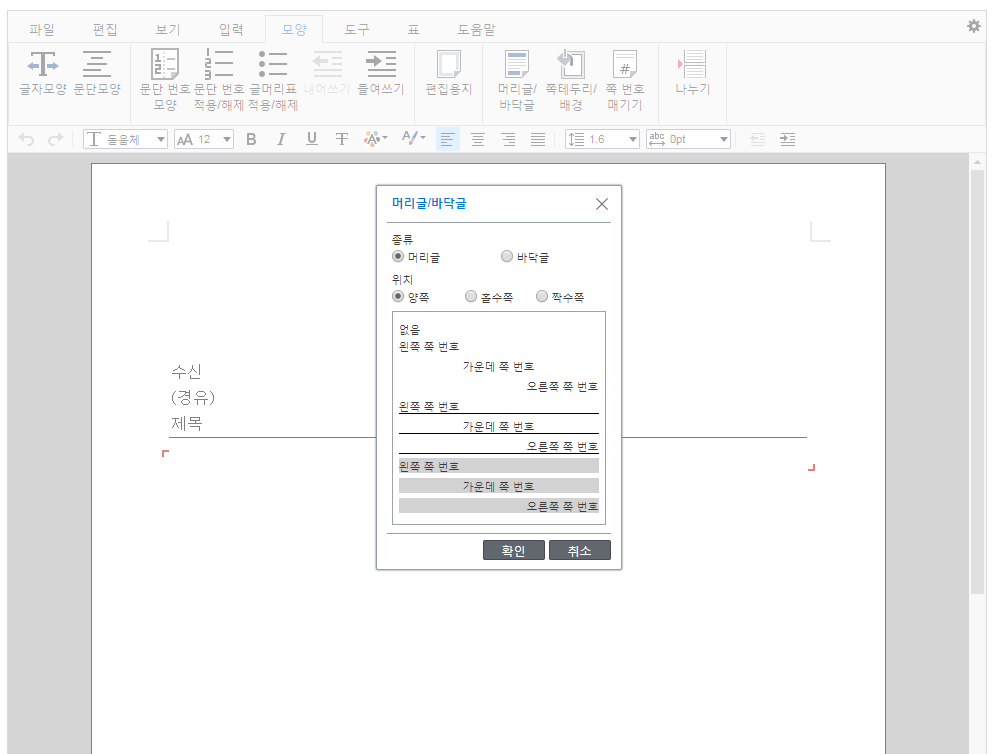 파일 편집 보기 입력 모양 도구 표 도움말
글자모양 문단모양 문단 번호 모양 문단 번호 적용/해제 글머리표 적용/해제 내어쓰기 들여쓰기 편집용지 머리글/바닥글 쪽테두리/배경 쪽 번호 매기기 나누기
돋움체 12 B I U 1.6 abc 0pt
머리글/바닥글
종류
머리글 바닥글
위치
양쪽 홀수쪽 짝수쪽
없음
왼쪽 쪽 번호
가운데 쪽 번호
오른쪽 쪽 번호
왼쪽 쪽 번호
가운데 쪽 번호
오른쪽 쪽 번호
왼쪽 쪽 번호
가운데 쪽 번호
오른쪽 쪽 번호
확인 취소
수신
(경유)
제목